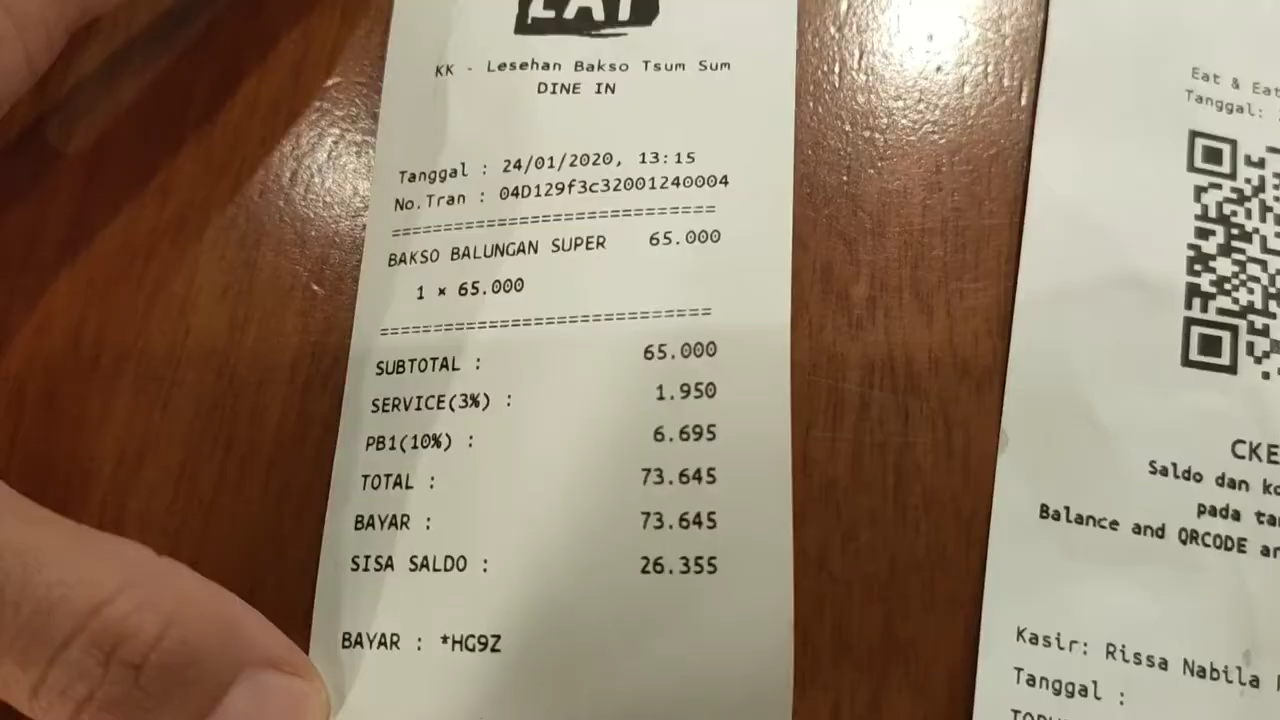 EAT
KK - Lesehan Bakso Tsum Sum
DINE IN
Tanggal : 24/01/2020, 13:15
No.Tran : 04D129f3c32001240004
========================================
BAKSO BALUNGAN SUPER 65.000
1 x 65.000
========================================
SUBTOTAL : 65.000
SERVICE(3%) : 1.950
PB1(10%) : 6.695
TOTAL : 73.645
BAYAR : 73.645
SISA SALDO : 26.355
BAYAR : *HG9Z
Eat & Eat
Tanggal:
CKE
Saldo dan ko
pada tan
Balance and QRCODE ar
Kasir: Rissa Nabila
Tanggal :